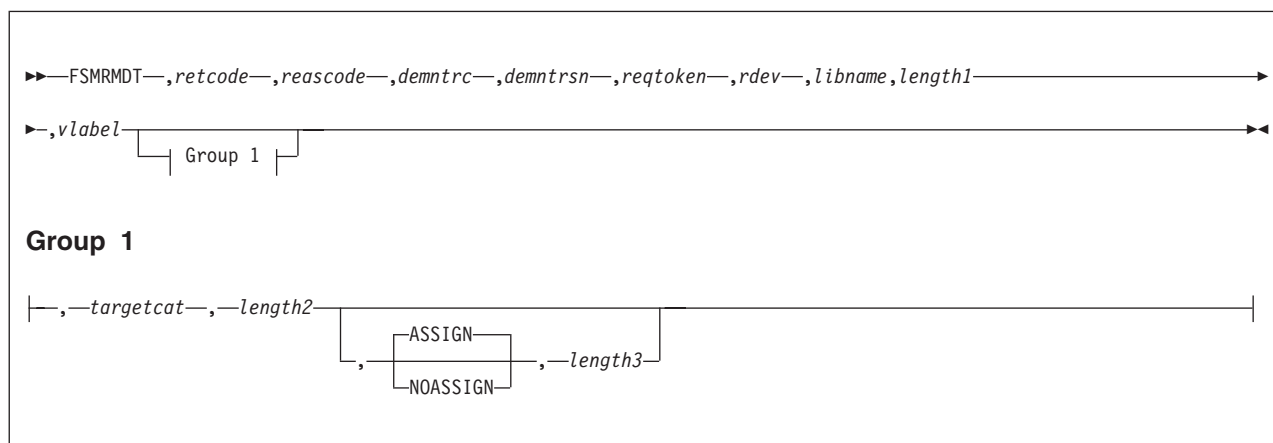 FSMRMDT ,retcode ,reascode ,demntrc ,demntrsn ,reqtoken ,rdev ,libname,length1
,vlabel
Group 1
Group 1
, targetcat , length2
ASSIGN
, , length3
NOASSIGN